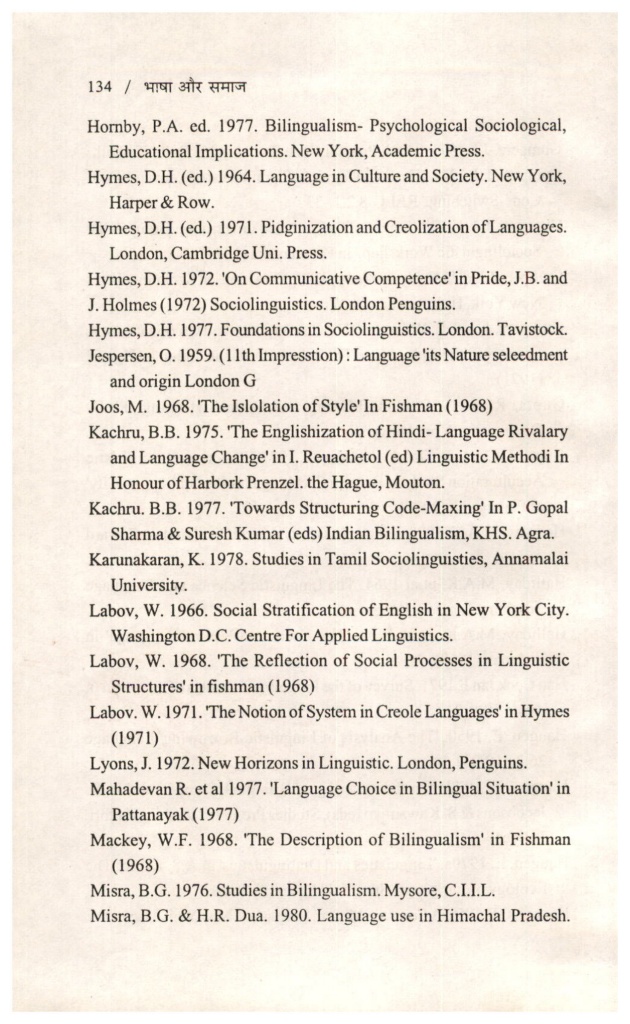 134 / भाषा और समाज
Hornby, P.A. ed. 1977. Bilingualism- Psychological Sociological,
Educational Implications. New York, Academic Press.
Hymes, D.H. (ed.) 1964. Language in Culture and Society. New York,
Harper & Row.
Hymes, D.H. (ed.) 1971. Pidginization and Creolization of Languages.
London, Cambridge Uni. Press.
Hymes, D.H. 1972. 'On Communicative Competence' in Pride, J.B. and
J. Holmes (1972) Sociolinguistics. London Penguins.
Hymes, D.H. 1977. Foundations in Sociolinguistics. London. Tavistock.
Jespersen, O. 1959. (11th Impresstion) : Language 'its Nature seleedment
and origin London G
Joos, M. 1968. 'The Islolation of Style' In Fishman (1968)
Kachru, B.B. 1975. 'The Englishization of Hindi- Language Rivalary
and Language Change' in I. Reuachetol (ed) Linguistic Methodi In
Honour of Harbork Prenzel. the Hague, Mouton.
Kachru. B.B. 1977. 'Towards Structuring Code-Maxing' In P. Gopal
Sharma & Suresh Kumar (eds) Indian Bilingualism, KHS. Agra.
Karunakaran, K. 1978. Studies in Tamil Sociolinguisties, Annamalai
University.
Labov, W. 1966. Social Stratification of English in New York City.
Washington D.C. Centre For Applied Linguistics.
Labov, W. 1968. 'The Reflection of Social Processes in Linguistic
Structures' in fishman (1968)
Labov. W. 1971. 'The Notion of System in Creole Languages' in Hymes
(1971)
Lyons, J. 1972. New Horizons in Linguistic. London, Penguins.
Mahadevan R. et al 1977. 'Language Choice in Bilingual Situation' in
Pattanayak (1977)
Mackey, W.F. 1968. 'The Description of Bilingualism' in Fishman
(1968)
Misra, B.G. 1976. Studies in Bilingualism. Mysore, C.I.I.L.
Misra, B.G. & H.R. Dua. 1980. Language use in Himachal Pradesh.